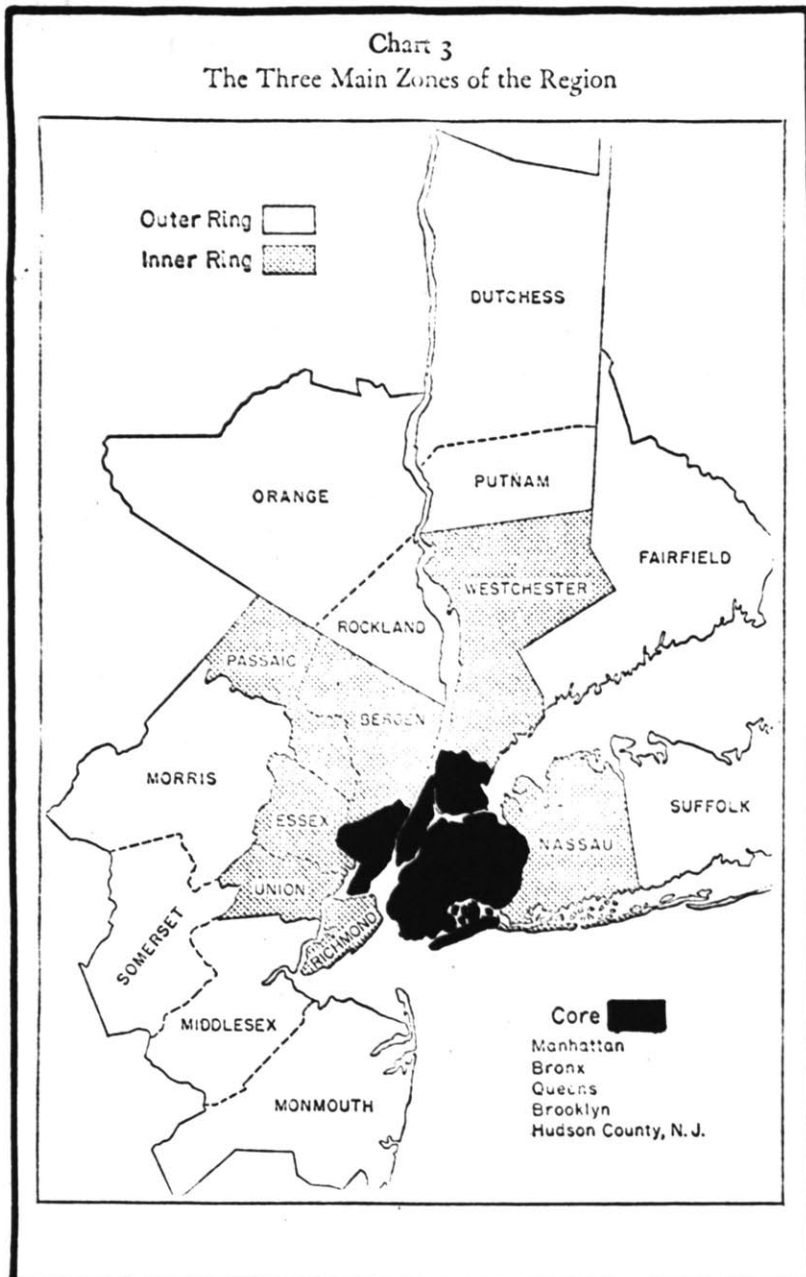 Chart 3
The Three Main Zones of the Region
Outer Ring
Inner Ring
DUTCHESS
ORANGE
PUTNAM
FAIRFIELD
WESTCHESTER
ROCKLAND
PASSAIC
BERGEN
MORRIS
SUFFOLK
ESSEX
NASSAU
UNION
RICHMOND
SOMERSET
MIDDLESEX
MONMOUTH
Core
Manhattan
Bronx
Queens
Brooklyn
Hudson County, N. J.